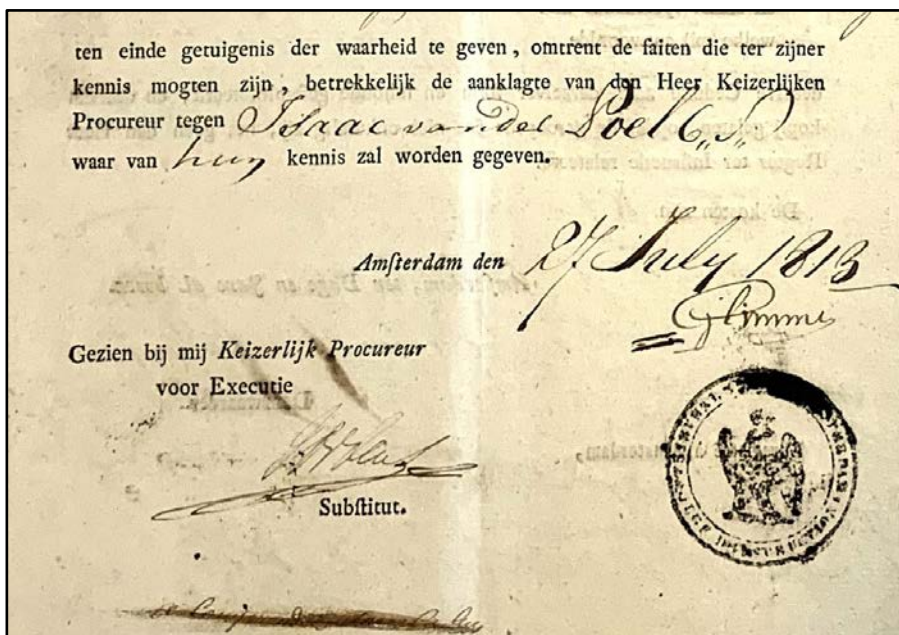 ten einde getuigenis der waarheid te geven, omtrent de faiten die ter zijner
kennis mogten zijn, betrekkelijk de aanklagte van den Heer Keizerlijken
Procureur tegen Isaac van der Poel C.S.
waar van hun kennis zal worden gegeven.
Amſterdam den 27 July 1813
Gezien bij mij Keizerlijk Procureur
voor Executie
Subſtitut.